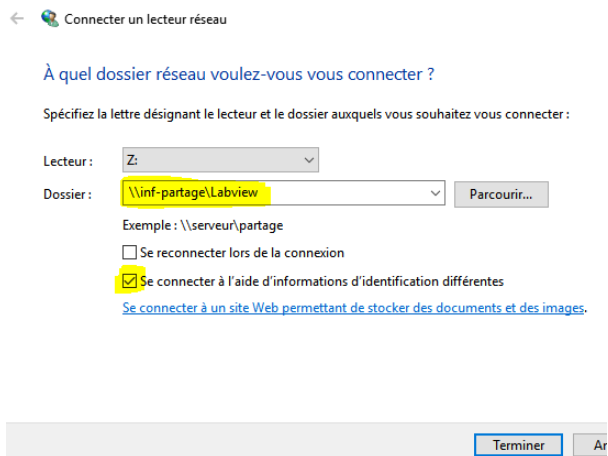 Connecter un lecteur réseau
À quel dossier réseau voulez-vous vous connecter ?
Spécifiez la lettre désignant le lecteur et le dossier auxquels vous souhaitez vous connecter :
Lecteur : Z:
Dossier : \\inf-partage\Labview Parcourir...
Exemple : \\serveur\partage
Se reconnecter lors de la connexion
Se connecter à l'aide d'informations d'identification différentes
Se connecter à un site Web permettant de stocker des documents et des images.
Terminer